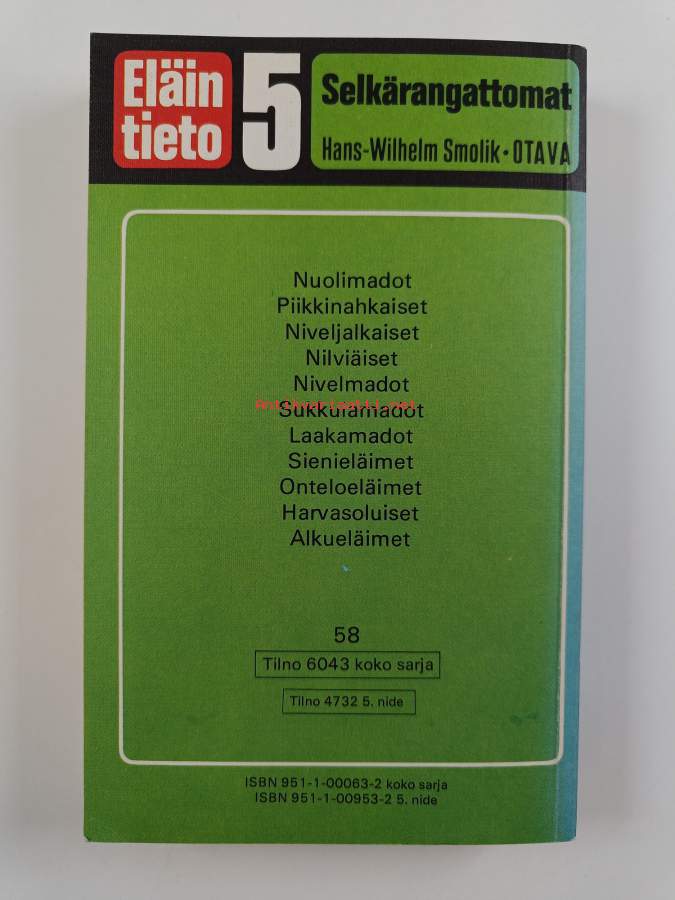 Eläin
tieto
5
Selkärangattomat
Hans-Wilhelm Smolik • OTAVA
Nuolimadot
Piikkinahkaiset
Niveljalkaiset
Nilviäiset
Nivelmadot
Antikvariaatti.net
Sukkulamadot
Laakamadot
Sienieläimet
Onteloeläimet
Harvasoluiset
Alkueläimet
58
Tilno 6043 koko sarja
Tilno 4732 5. nide
ISBN 951-1-00063-2 koko sarja
ISBN 951-1-00953-2 5. nide